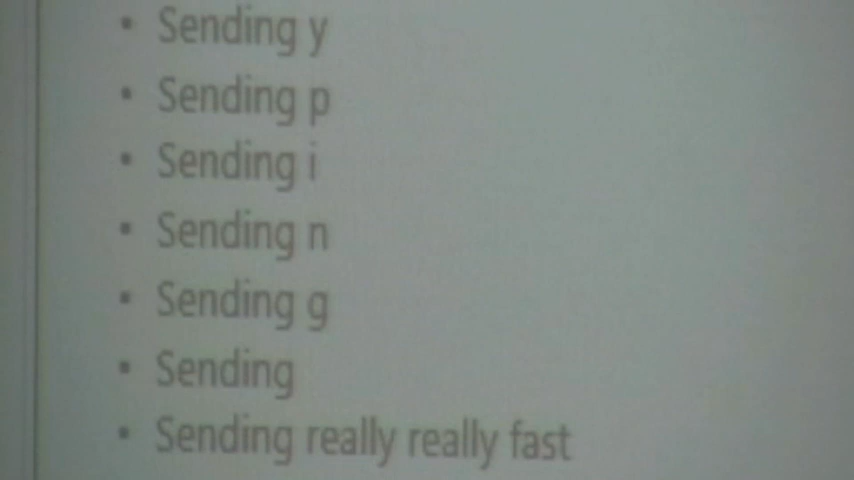 • Sending y
• Sending p
• Sending i
• Sending n
• Sending g
• Sending
• Sending really really fast